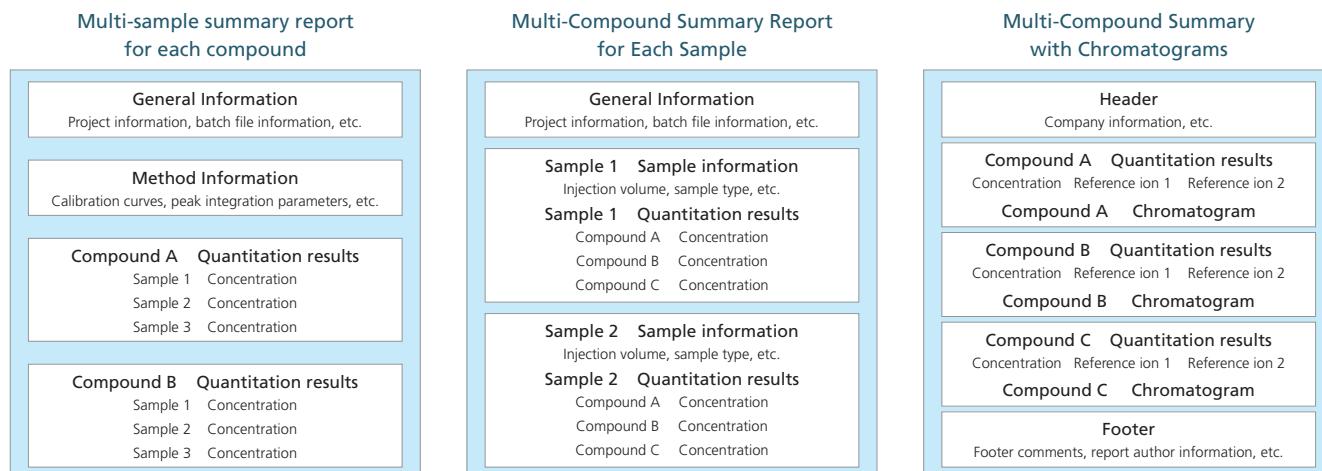 Multi-sample summary report
for each compound
General Information
Project information, batch file information, etc.
Method Information
Calibration curves, peak integration parameters, etc.
Compound A Quantitation results
Sample 1 Concentration
Sample 2 Concentration
Sample 3 Concentration
Compound B Quantitation results
Sample 1 Concentration
Sample 2 Concentration
Sample 3 Concentration
Multi-Compound Summary Report
for Each Sample
General Information
Project information, batch file information, etc.
Sample 1 Sample information
Injection volume, sample type, etc.
Sample 1 Quantitation results
Compound A Concentration
Compound B Concentration
Compound C Concentration
Sample 2 Sample information
Injection volume, sample type, etc.
Sample 2 Quantitation results
Compound A Concentration
Compound B Concentration
Compound C Concentration
Multi-Compound Summary
with Chromatograms
Header
Company information, etc.
Compound A Quantitation results
Concentration Reference ion 1 Reference ion 2
Compound A Chromatogram
Compound B Quantitation results
Concentration Reference ion 1 Reference ion 2
Compound B Chromatogram
Compound C Quantitation results
Concentration Reference ion 1 Reference ion 2
Compound C Chromatogram
Footer
Footer comments, report author information, etc.